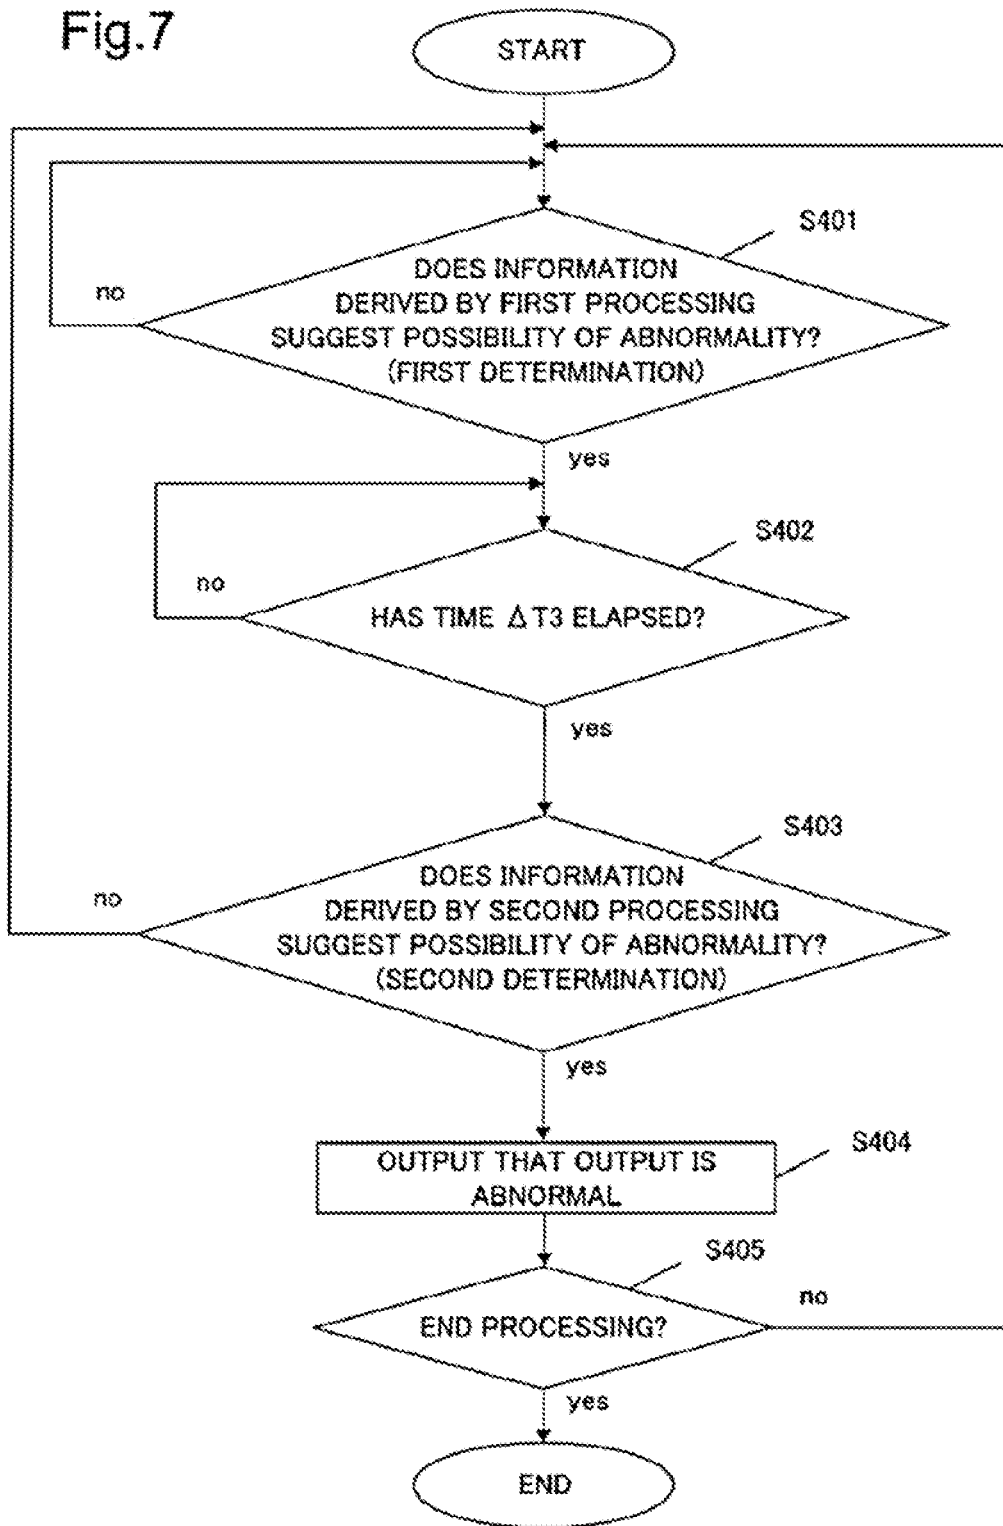 Fig.7
START
S401
DOES INFORMATION
DERIVED BY FIRST PROCESSING
SUGGEST POSSIBILITY OF ABNORMALITY?
(FIRST DETERMINATION)
no
yes
S402
no
HAS TIME ΔT3 ELAPSED?
yes
S403
DOES INFORMATION
DERIVED BY SECOND PROCESSING
SUGGEST POSSIBILITY OF ABNORMALITY?
(SECOND DETERMINATION)
no
yes
S404
OUTPUT THAT OUTPUT IS
ABNORMAL
S405
END PROCESSING?
no
yes
END